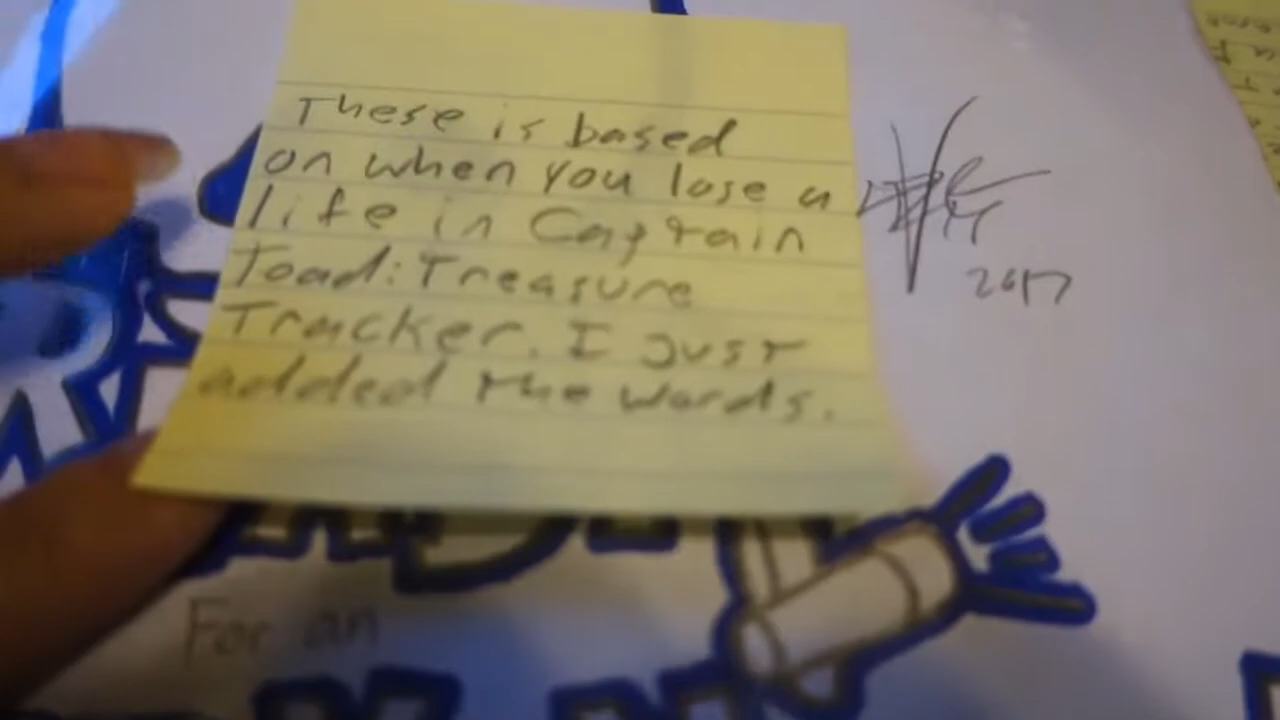 These is based
on when you lose a
life in Captain
Toad: Treasure
Tracker. I just
added the words.
2017
For an